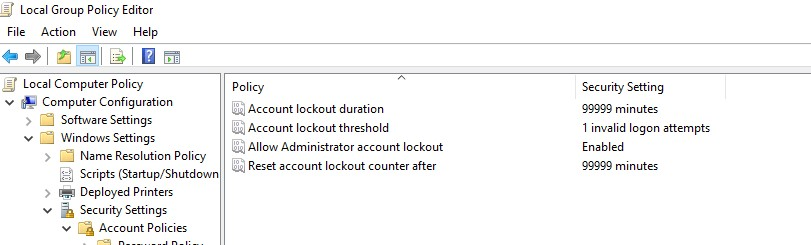 Local Group Policy Editor
File Action View Help
Local Computer Policy
Computer Configuration
Software Settings
Windows Settings
Name Resolution Policy
Scripts (Startup/Shutdown
Deployed Printers
Security Settings
Account Policies
Password Policy
Policy Security Setting
Account lockout duration 99999 minutes
Account lockout threshold 1 invalid logon attempts
Allow Administrator account lockout Enabled
Reset account lockout counter after 99999 minutes